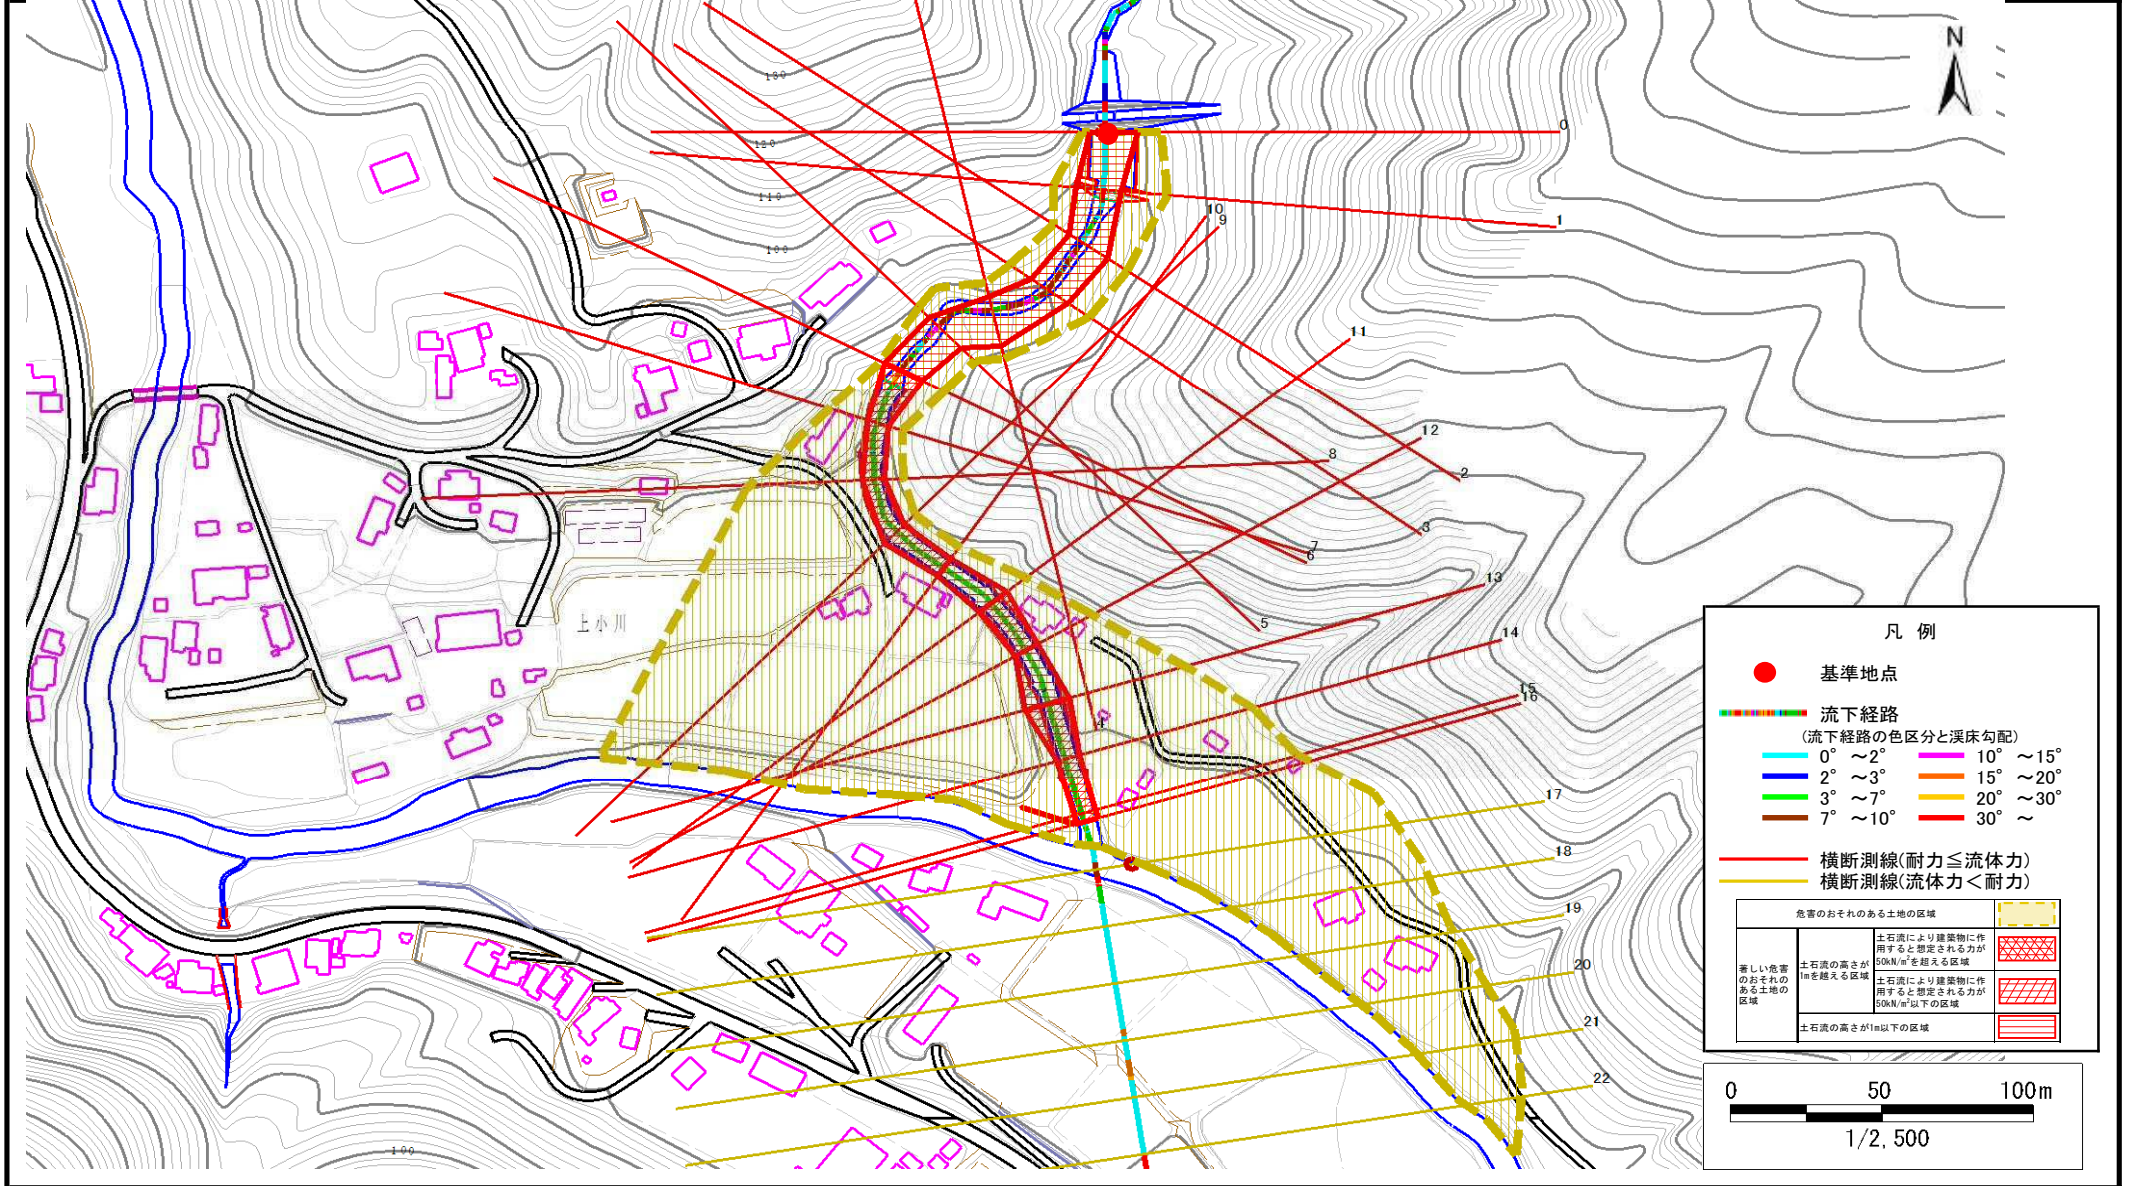 N
130
120
110
100
0
1
10
9
11
12
8
2
3
7
6
13
5
14
15
16
4
17
18
19
20
21
22
上小川
100
凡 例
基準地点
流下経路
(流下経路の色区分と渓床勾配)
0° ～2° 10° ～15°
2° ～3° 15° ～20°
3° ～7° 20° ～30°
7° ～10° 30° ～
横断測線(耐力≦流体力)
横断測線(流体力＜耐力)
危害のおそれのある土地の区域
著しい危害
のおそれの
ある土地の
区域
土石流の高さが
1mを越える区域
土石流により建築物に作
用すると想定される力が
50kN/m²を超える区域
土石流により建築物に作
用すると想定される力が
50kN/m²以下の区域
土石流の高さが1m以下の区域
0 50 100m
1/2,500